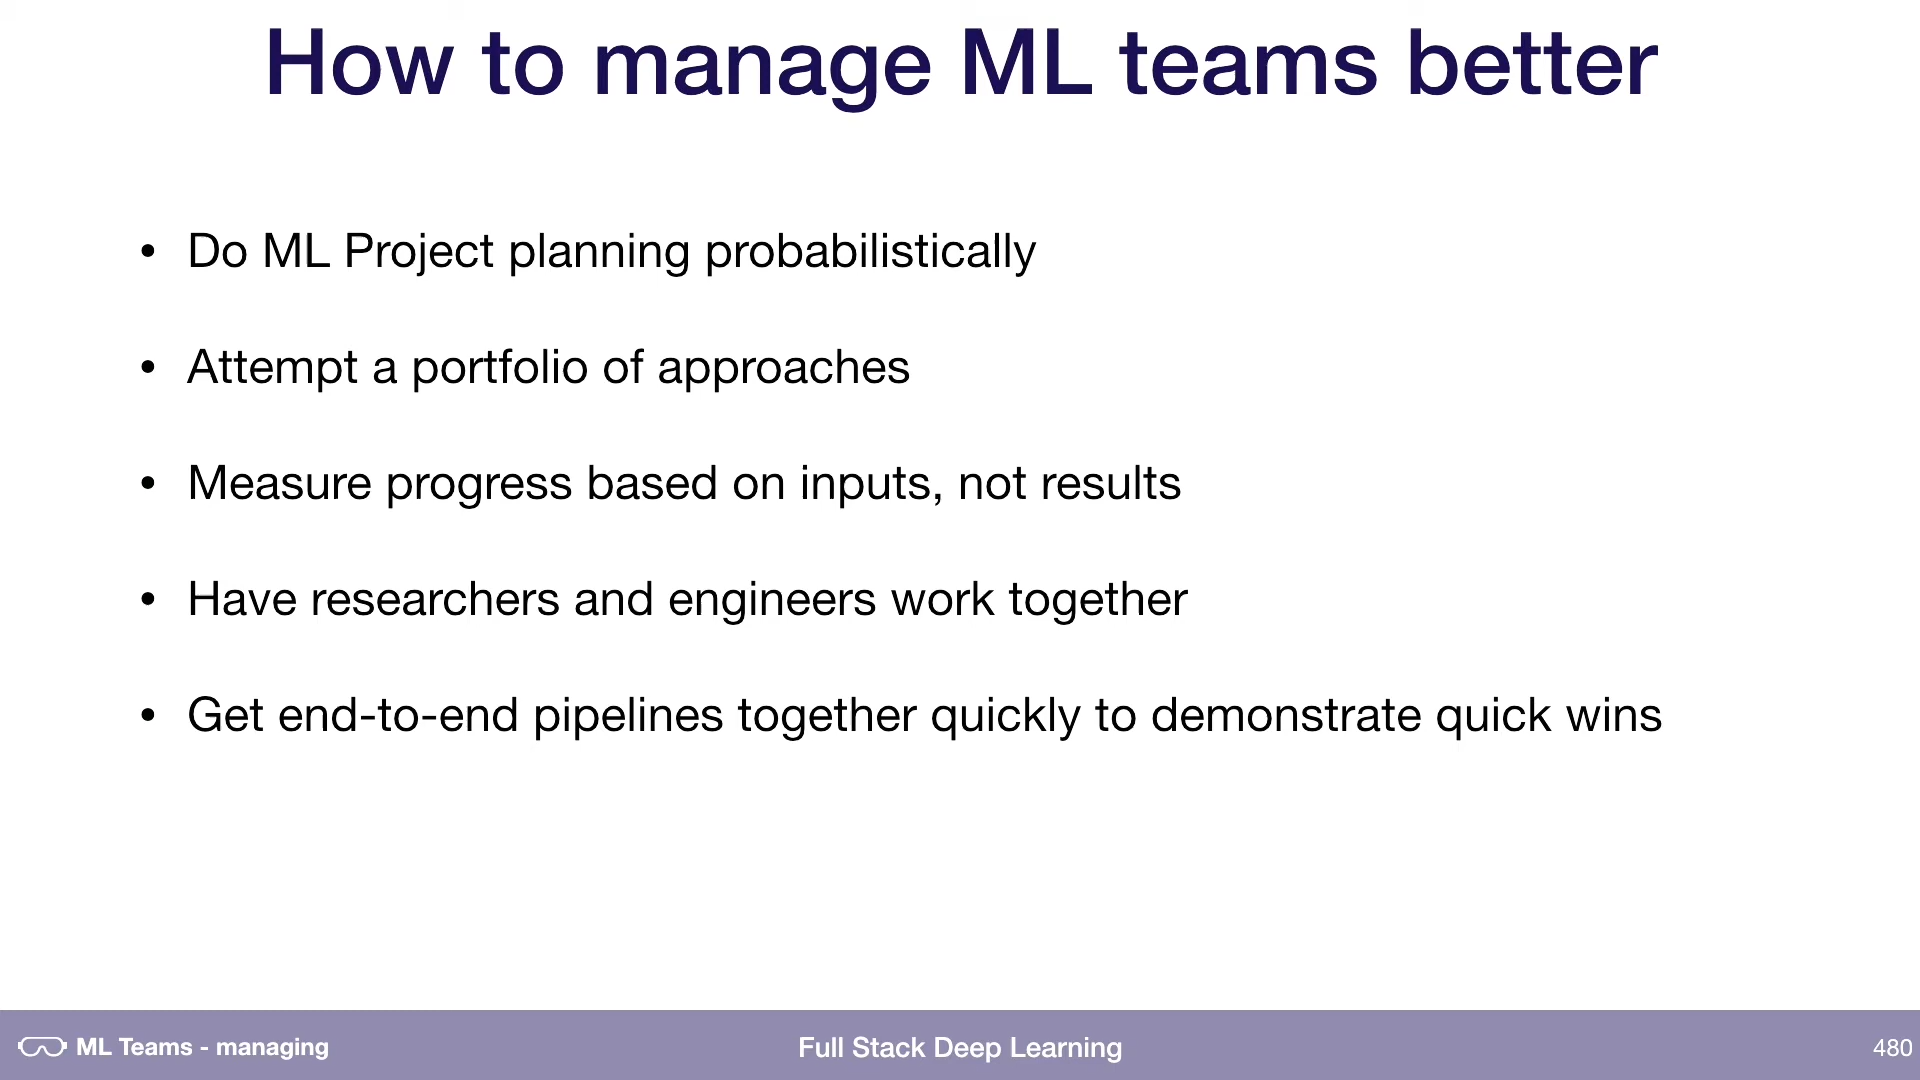 How to manage ML teams better
• Do ML Project planning probabilistically
• Attempt a portfolio of approaches
• Measure progress based on inputs, not results
• Have researchers and engineers work together
• Get end-to-end pipelines together quickly to demonstrate quick wins
ML Teams - managing
Full Stack Deep Learning
480